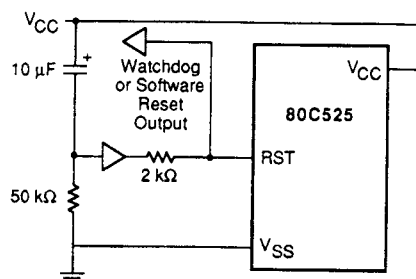 VCC
10 µF
+
Watchdog
or Software
Reset
Output
VCC
80C525
RST
2 kΩ
50 kΩ
VSS